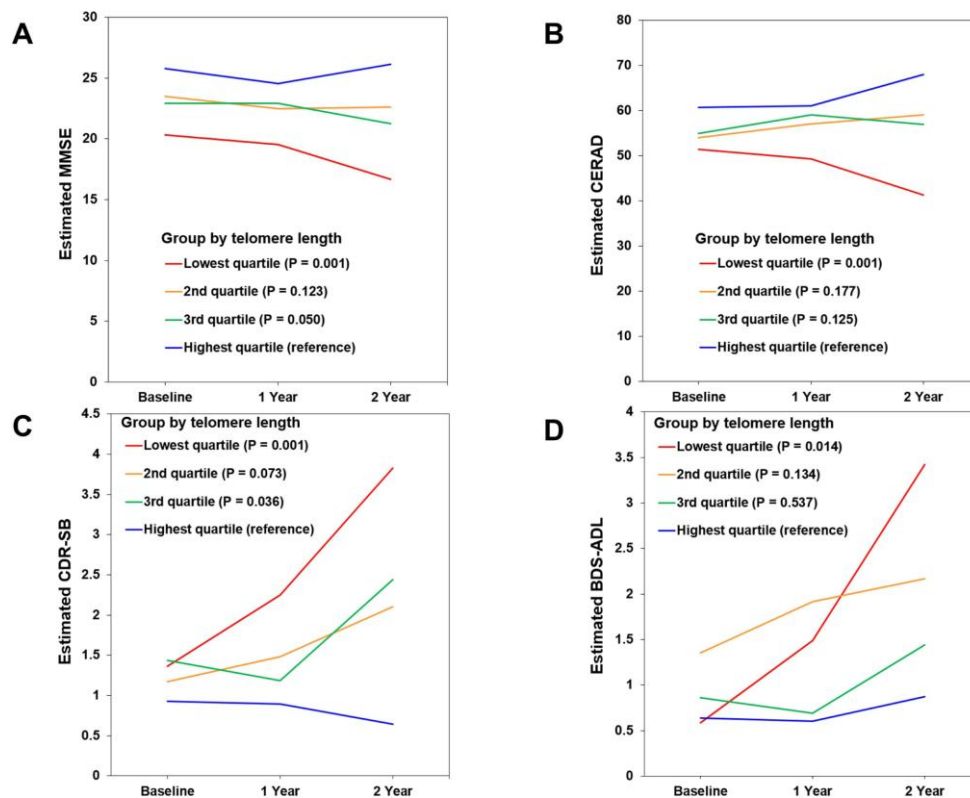 A
Estimated MMSE
30
25
20
15
10
5
0
Group by telomere length
Lowest quartile (P = 0.001)
2nd quartile (P = 0.123)
3rd quartile (P = 0.050)
Highest quartile (reference)
Baseline 1 Year 2 Year
B
Estimated CERAD
80
70
60
50
40
30
20
10
0
Group by telomere length
Lowest quartile (P = 0.001)
2nd quartile (P = 0.177)
3rd quartile (P = 0.125)
Highest quartile (reference)
Baseline 1 Year 2 Year
C
Estimated CDR-SB
4.5
4
3.5
3
2.5
2
1.5
1
0.5
0
Group by telomere length
Lowest quartile (P = 0.001)
2nd quartile (P = 0.073)
3rd quartile (P = 0.036)
Highest quartile (reference)
Baseline 1 Year 2 Year
D
Estimated BDS-ADL
4
3.5
3
2.5
2
1.5
1
0.5
0
Group by telomere length
Lowest quartile (P = 0.014)
2nd quartile (P = 0.134)
3rd quartile (P = 0.537)
Highest quartile (reference)
Baseline 1 Year 2 Year